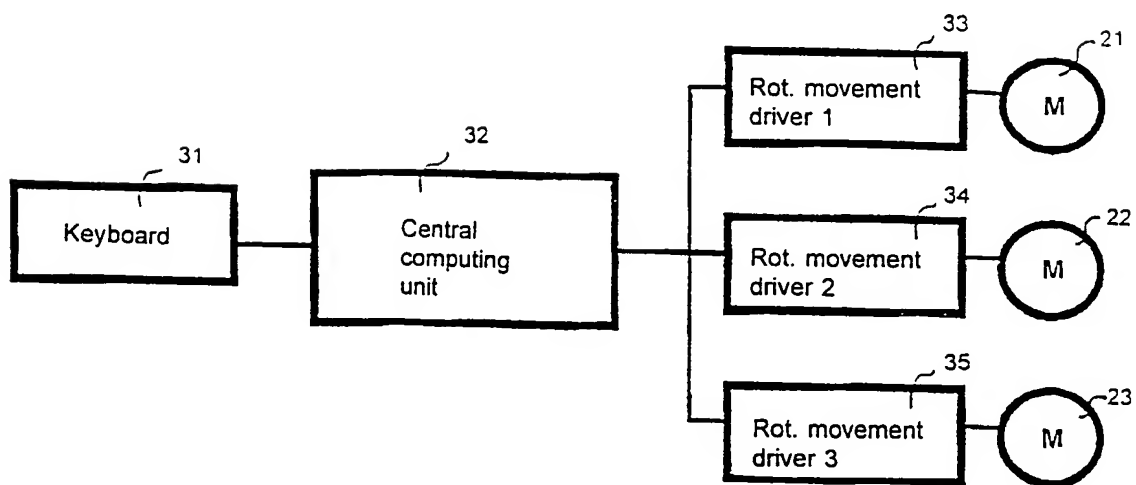 33
21
Rot. movement
driver 1
M
31
32
Keyboard
Central
computing
unit
34
22
Rot. movement
driver 2
M
35
23
Rot. movement
driver 3
M